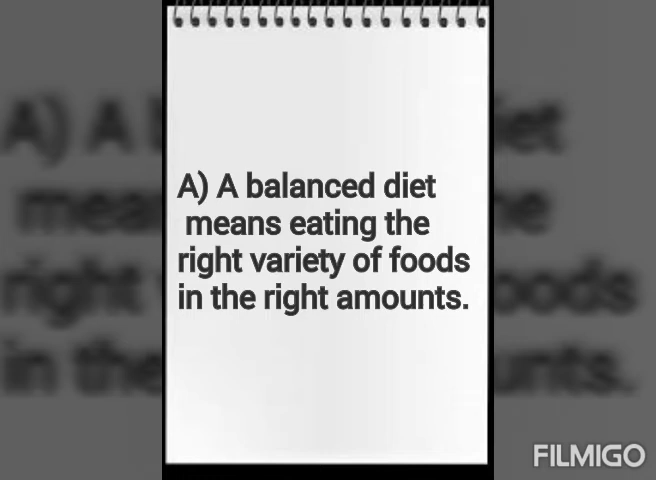 A) A balanced diet
means eating the
right variety of foods
in the right amounts.
FILMIGO